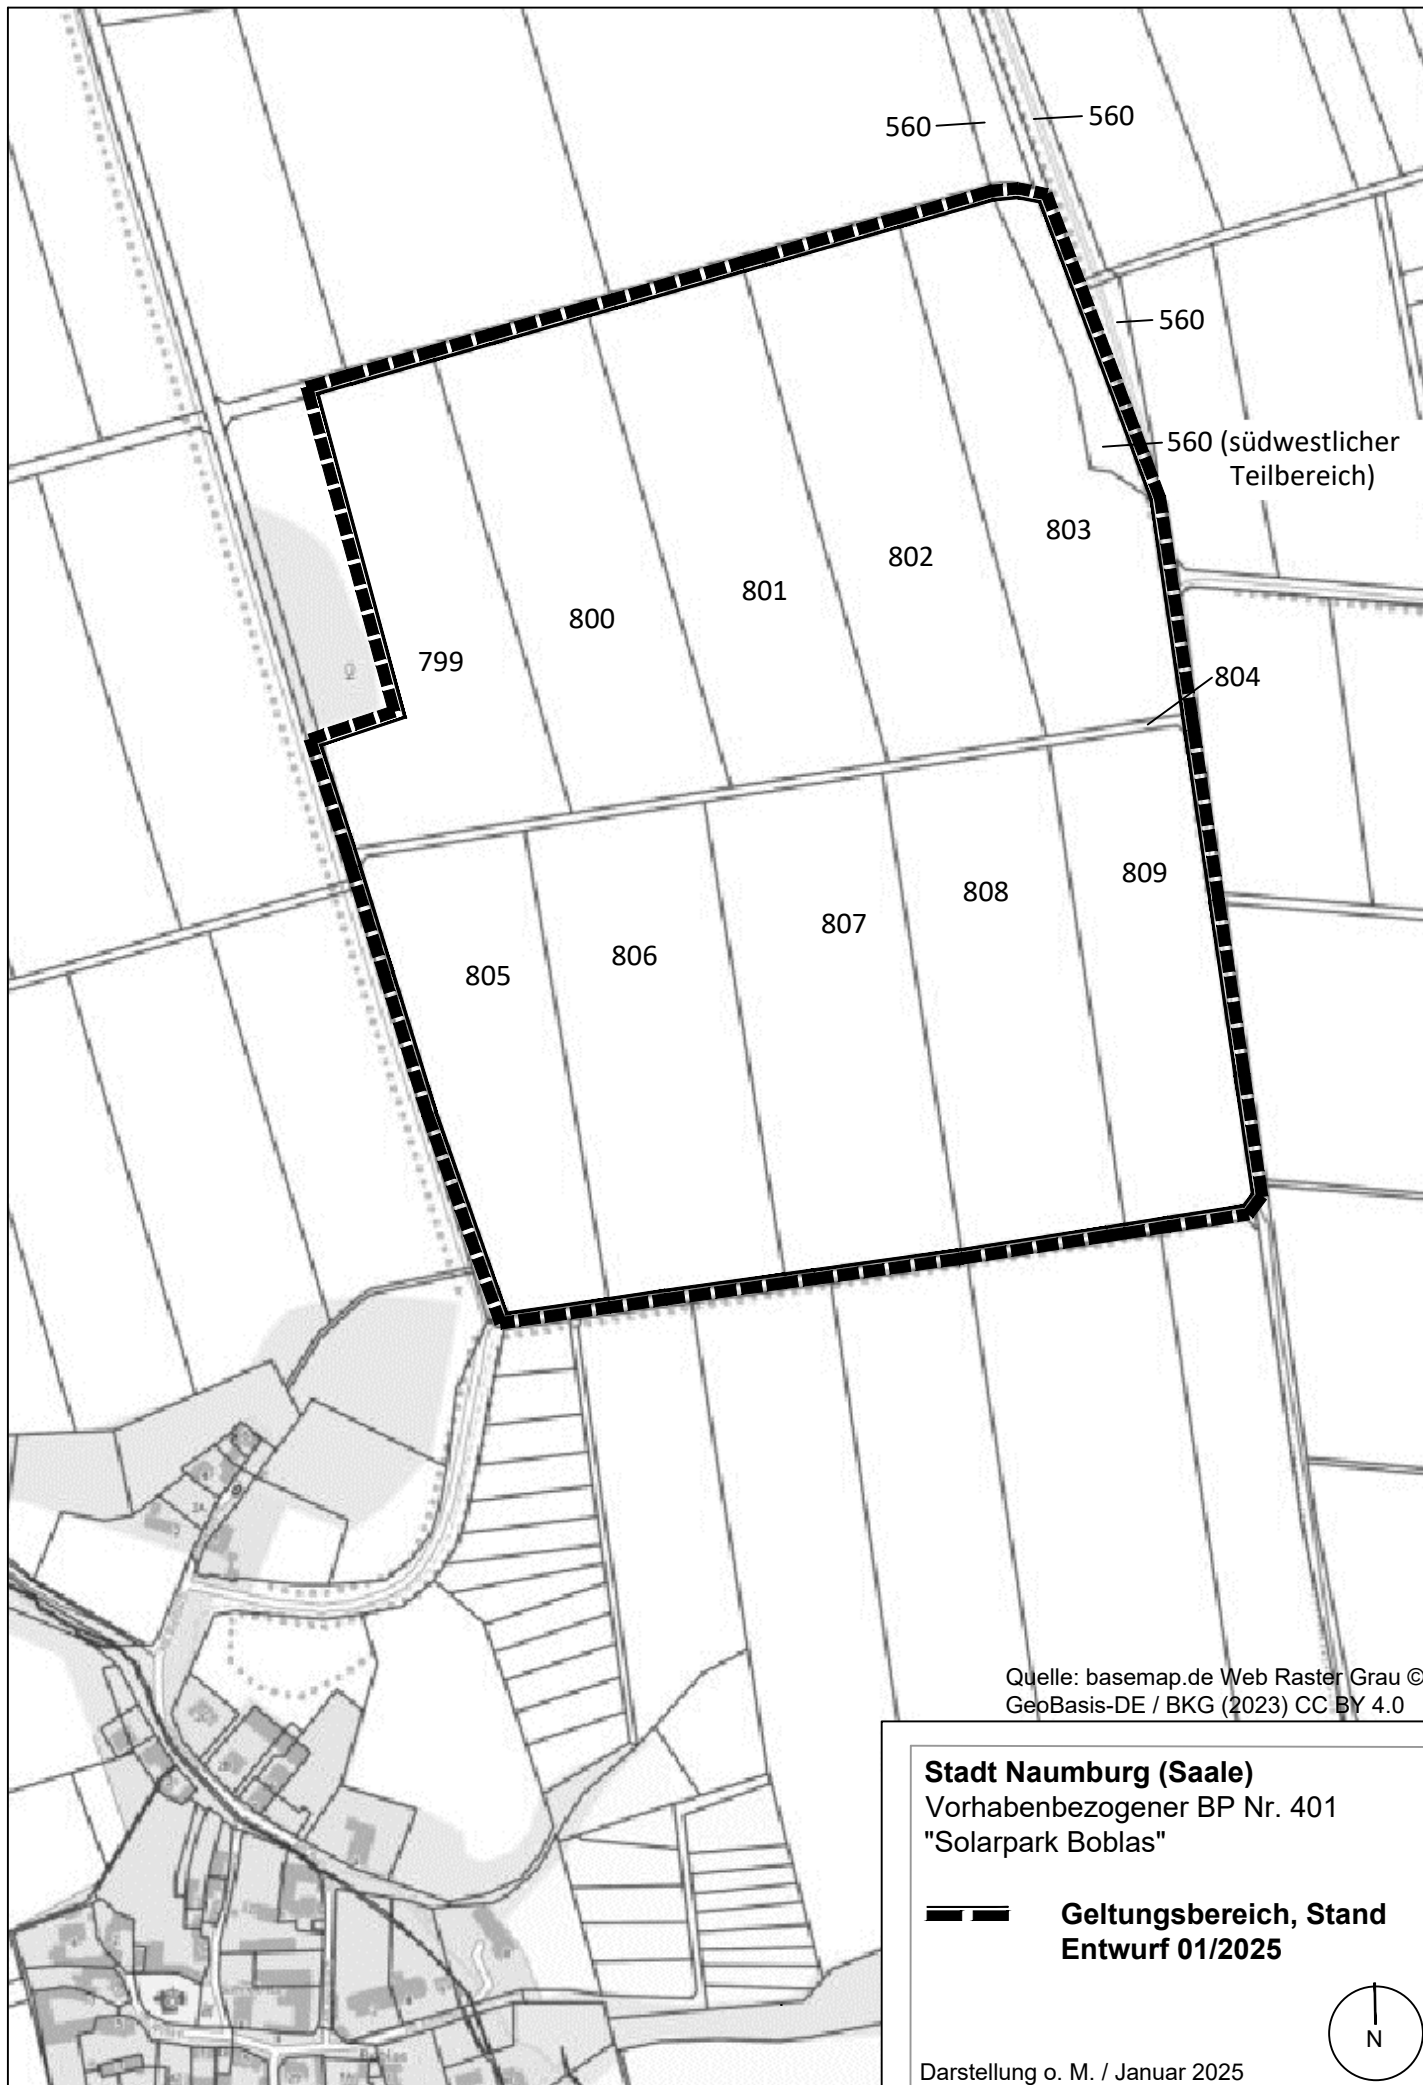 560
560
560
560 (südwestlicher
Teilbereich)
803
802
801
800
799
804
809
808
807
806
805
Quelle: basemap.de Web Raster Grau ©
GeoBasis-DE / BKG (2023) CC BY 4.0
Stadt Naumburg (Saale)
Vorhabenbezogener BP Nr. 401
"Solarpark Boblas"
Geltungsbereich, Stand
Entwurf 01/2025
N
Darstellung o. M. / Januar 2025